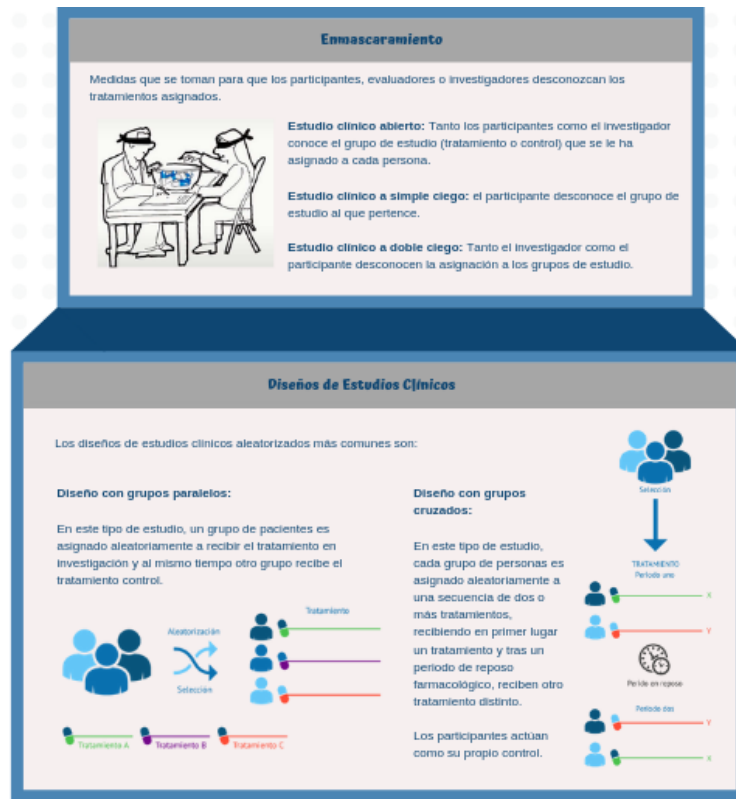 Enmascaramiento
Medidas que se toman para que los participantes, evaluadores o investigadores desconozcan los
tratamientos asignados.
Estudio clínico abierto: Tanto los participantes como el investigador
conoce el grupo de estudio (tratamiento o control) que se le ha
asignado a cada persona.
Estudio clínico a simple ciego: el participante desconoce el grupo de
estudio al que pertence.
Estudio clínico a doble ciego: Tanto el investigador como el
participante desconocen la asignación a los grupos de estudio.
Diseños de Estudios Clínicos
Los diseños de estudios clínicos aleatorizados más comunes son:
Diseño con grupos paralelos:
En este tipo de estudio, un grupo de pacientes es
asignado aleatoriamente a recibir el tratamiento en
investigación y al mismo tiempo otro grupo recibe el
tratamiento control.
Aleatorización
Selección
Tratamiento
Tratamiento A
Tratamiento B
Tratamiento C
Diseño con grupos
cruzados:
En este tipo de estudio,
cada grupo de personas es
asignado aleatoriamente a
una secuencia de dos o
más tratamientos,
recibiendo en primer lugar
un tratamiento y tras un
periodo de reposo
farmacológico, reciben otro
tratamiento distinto.
Los participantes actúan
como su propio control.
Selección
TRATAMIENTO
Periodo uno
X
Y
Peride en reposo
Periodo dos
Y
X